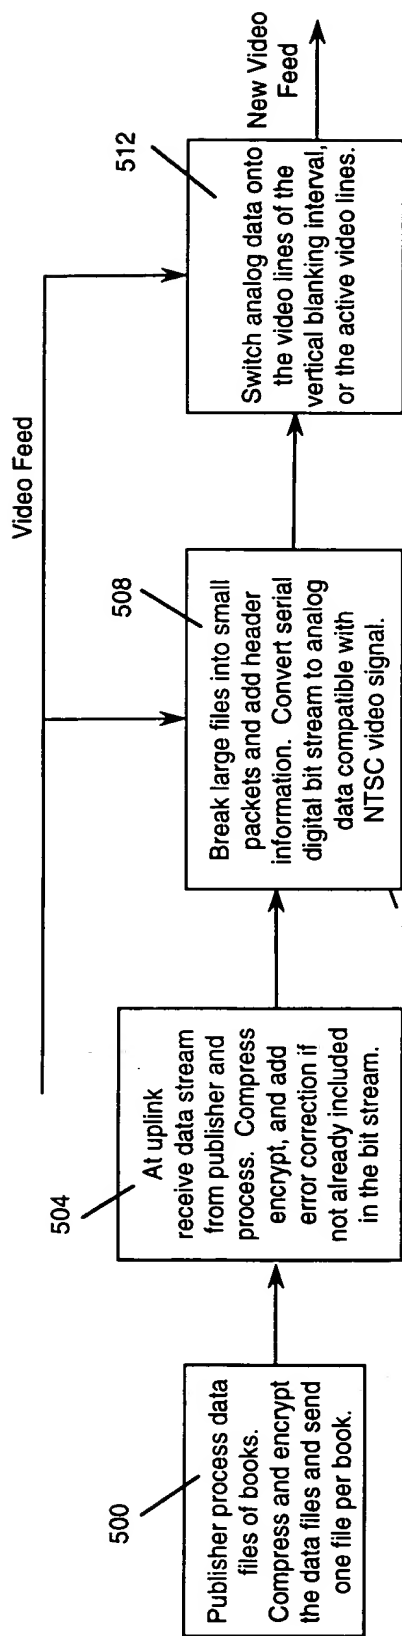 500
Publisher process data
files of books.
Compress and encrypt
the data files and send
one file per book.
504
At uplink
receive data stream
from publisher and
process. Compress
encrypt, and add
error correction if
not already included
in the bit stream.
Video Feed
508
Break large files into small
packets and add header
information. Convert serial
digital bit stream to analog
data compatible with
NTSC video signal.
512
Switch analog data onto
the video lines of the
vertical blanking interval,
or the active video lines.
New Video
Feed